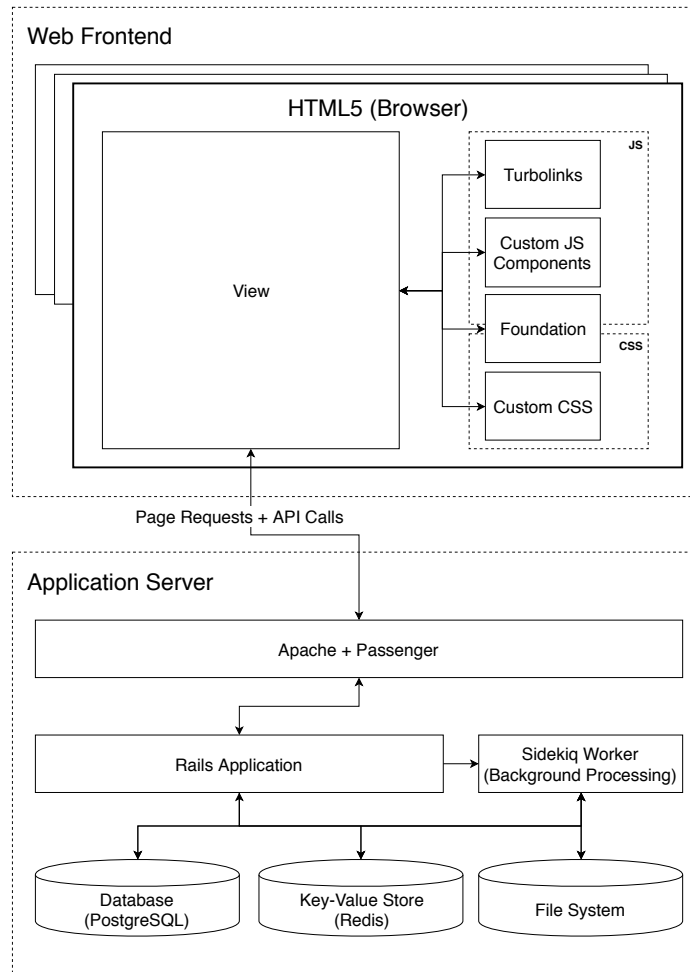 Web Frontend
HTML5 (Browser)
JS
Turbolinks
Custom JS
Components
View
Foundation
CSS
Custom CSS
Page Requests + API Calls
Application Server
Apache + Passenger
Rails Application
Sidekiq Worker
(Background Processing)
Database
(PostgreSQL)
Key-Value Store
(Redis)
File System